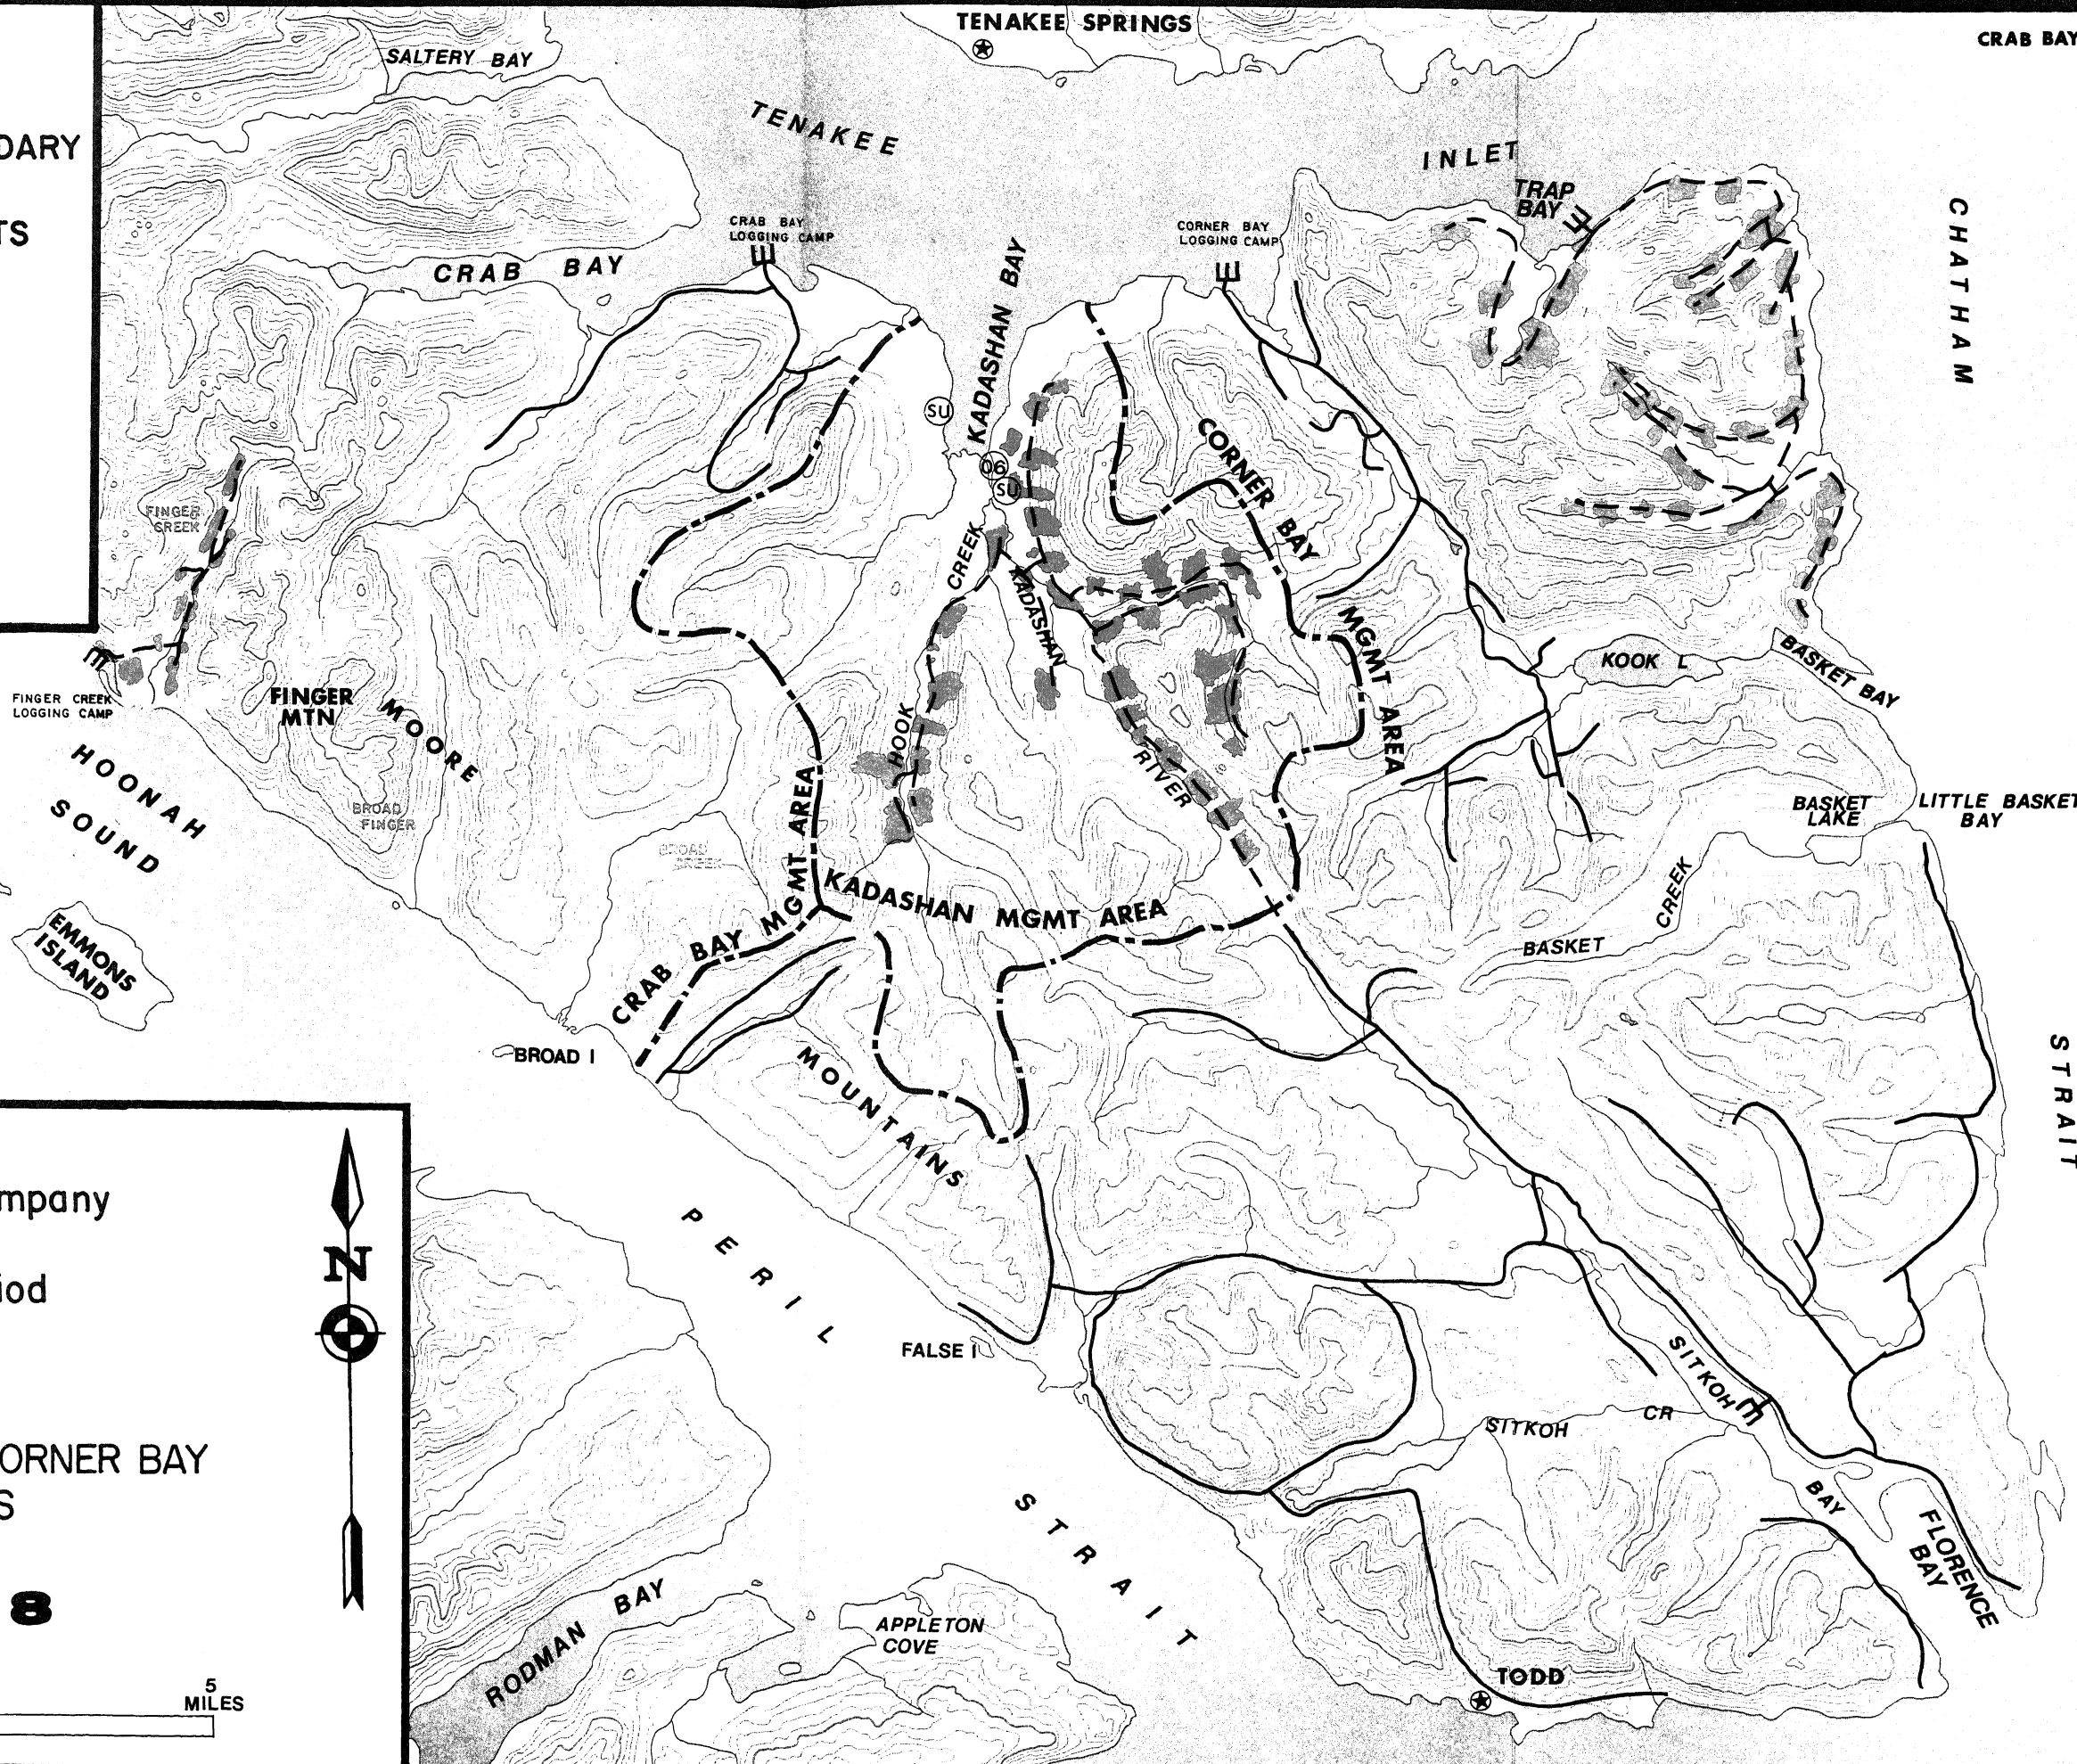 TENAKEE SPRINGS
CRAB BAY
SALTERY BAY
DARY
TS
TENAKEE
INLET
TRAP
BAY
CRAB BAY
LOGGING CAMP
CORNER BAY
LOGGING CAMP
CRAB BAY
KADASHAN BAY
CHATHAM
SU
06
SU
CORNER BAY
MGMT AREA
FINGER
CREEK
CREEK
KADASHAN
KOOK L
BASKET BAY
FINGER CREEK
LOGGING CAMP
FINGER
MTN
MOORE
HOOK
RIVER
HOONAH
SOUND
BROAD
FINGER
BROAD
CREEK
BASKET
LAKE
LITTLE BASKET
BAY
CRAB BAY MGMT AREA
KADASHAN MGMT AREA
BASKET
CREEK
EMMONS
ISLAND
BROAD I
MOUNTAINS
STRAIT
mpany
N
iod
PERIL
FALSE I
SITKOH
SITKOH CR
BAY
ORNER BAY
S
FLORENCE
BAY
STRAIT
8
RODMAN BAY
APPLETON
COVE
TODD
5
MILES